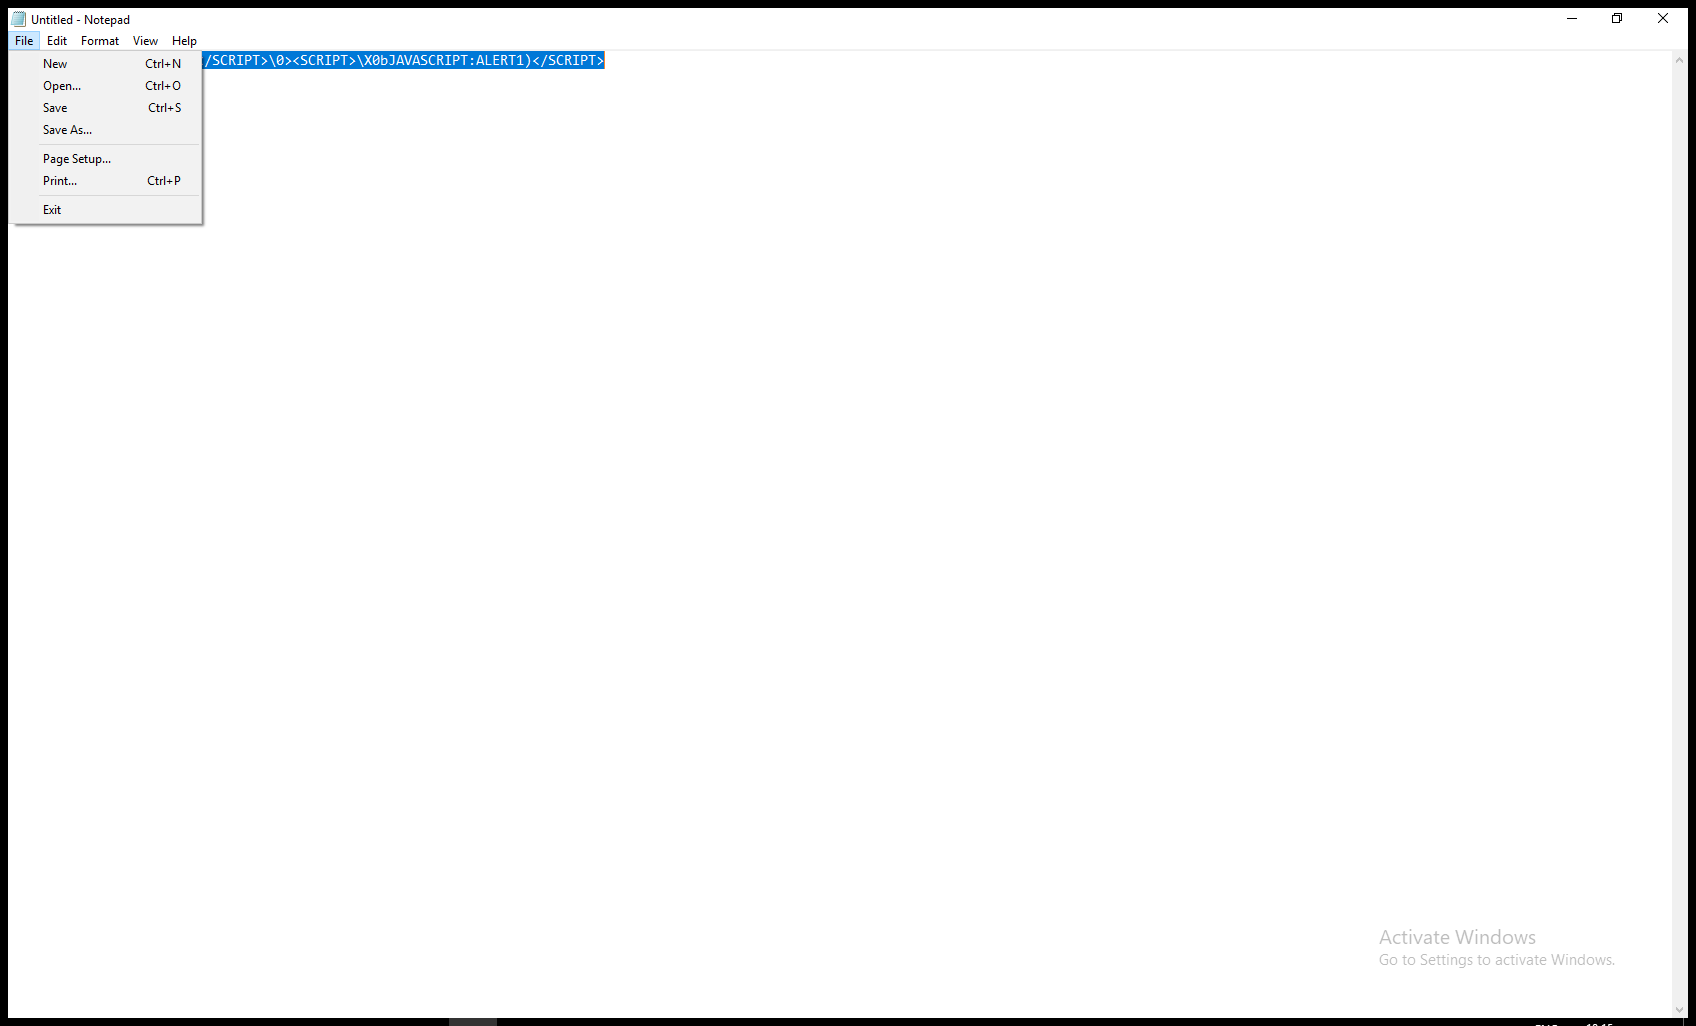 Untitled - Notepad
File Edit Format View Help
/SCRIPT>\0><SCRIPT>\X0bJAVASCRIPT:ALERT1)</SCRIPT>
New Ctrl+N
Open... Ctrl+O
Save Ctrl+S
Save As...
Page Setup...
Print... Ctrl+P
Exit
Activate Windows
Go to Settings to activate Windows.